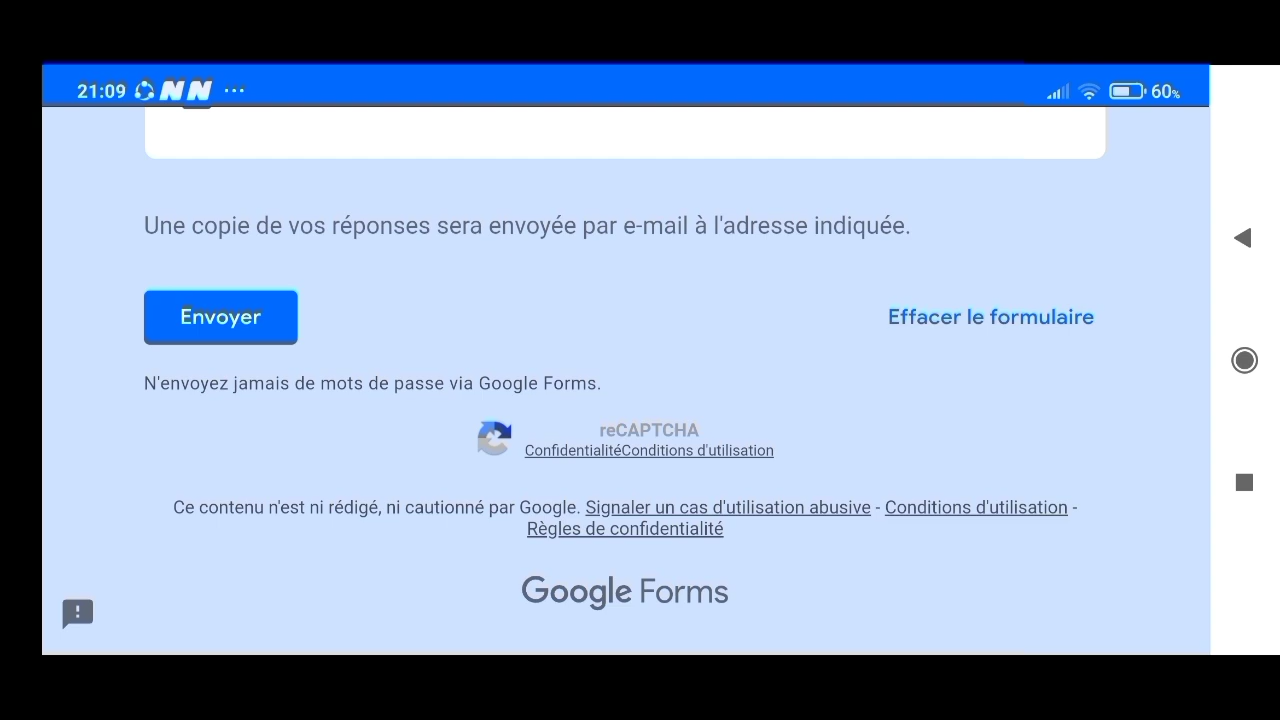 21:09 NN ... 60%
Une copie de vos réponses sera envoyée par e-mail à l'adresse indiquée.
Envoyer Effacer le formulaire
N'envoyez jamais de mots de passe via Google Forms.
reCAPTCHA
ConfidentialitéConditions d'utilisation
Ce contenu n'est ni rédigé, ni cautionné par Google. Signaler un cas d'utilisation abusive - Conditions d'utilisation -
Règles de confidentialité
Google Forms